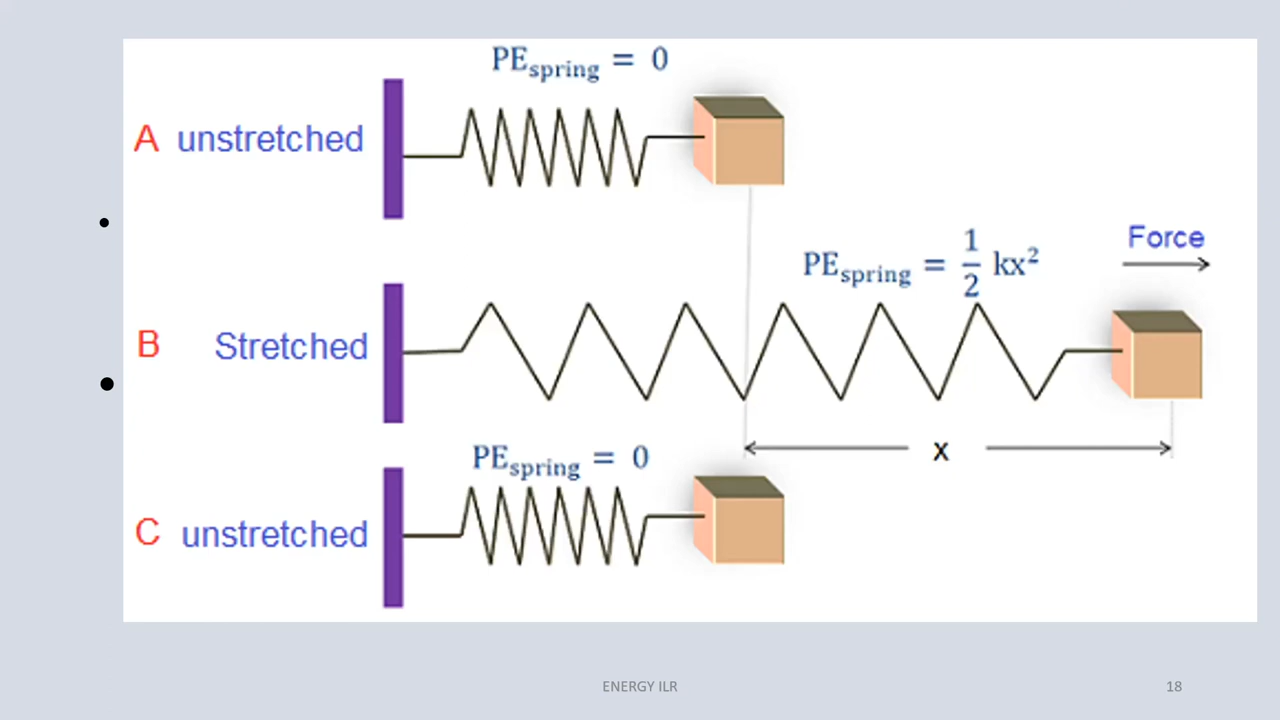 PEspring = 0
A unstretched
Force
PEspring = 1/2 kx²
B Stretched
x
PEspring = 0
C unstretched
ENERGY ILR
18